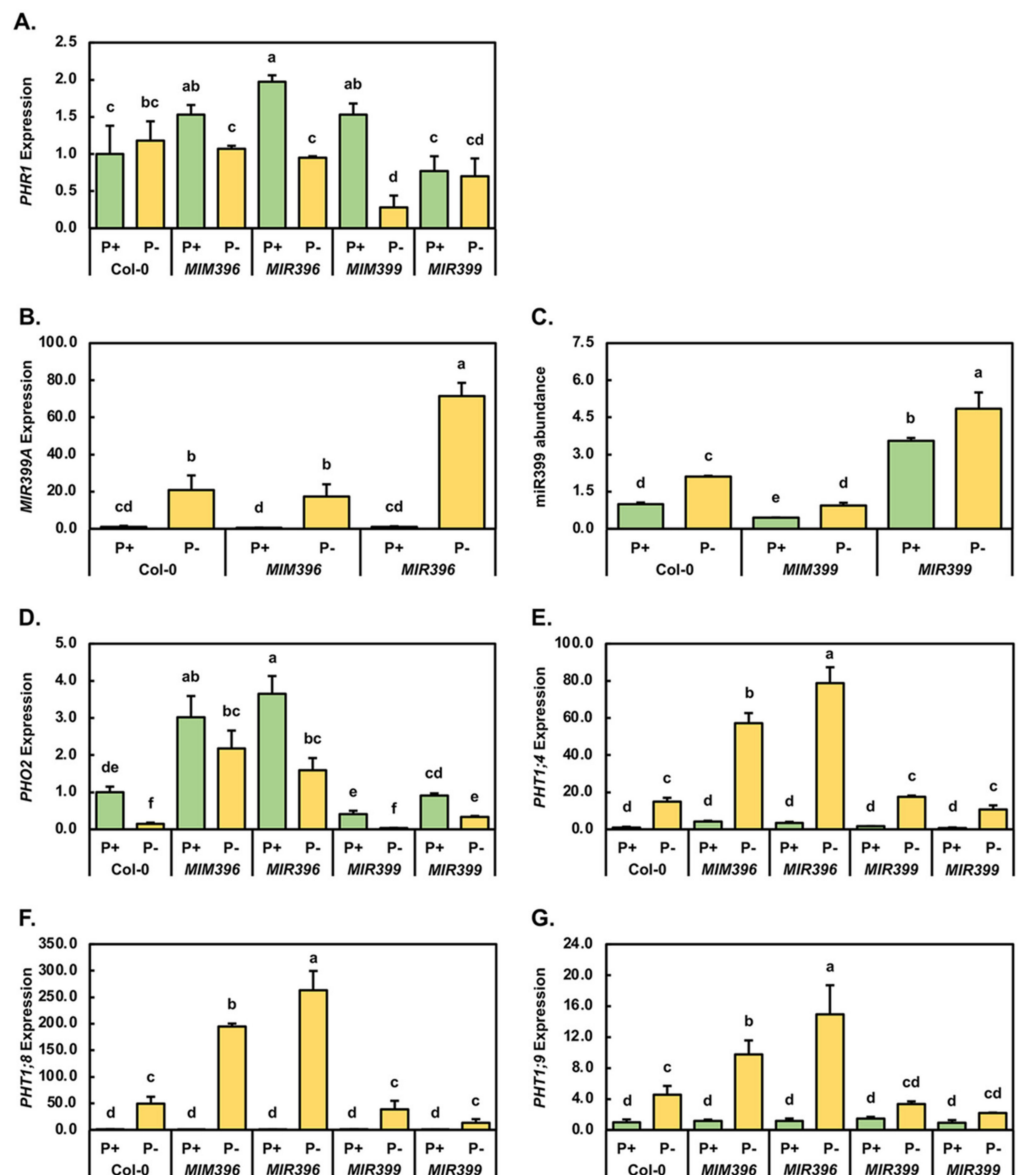 A.
PHR1 Expression
2.5
2.0
1.5
1.0
0.5
0.0
c bc ab c a c ab d c cd
P+ P- P+ P- P+ P- P+ P- P+ P-
Col-0 MIM396 MIR396 MIM399 MIR399
B.
MIR399A Expression
100.0
80.0
60.0
40.0
20.0
0.0
cd b d b cd a
P+ P- P+ P- P+ P-
Col-0 MIM396 MIR396
C.
miR399 abundance
7.5
6.0
4.5
3.0
1.5
0.0
d c e d b a
P+ P- P+ P- P+ P-
Col-0 MIM399 MIR399
D.
PHO2 Expression
5.0
4.0
3.0
2.0
1.0
0.0
de f ab bc a bc e f cd e
P+ P- P+ P- P+ P- P+ P- P+ P-
Col-0 MIM396 MIR396 MIR399 MIR399
E.
PHT1;4 Expression
100.0
80.0
60.0
40.0
20.0
0.0
d c d b d a d c d c
P+ P- P+ P- P+ P- P+ P- P+ P-
Col-0 MIM396 MIR396 MIR399 MIR399
F.
PHT1;8 Expression
350.0
300.0
250.0
200.0
150.0
100.0
50.0
0.0
d c d b d a d c d c
P+ P- P+ P- P+ P- P+ P- P+ P-
Col-0 MIM396 MIR396 MIR399 MIR399
G.
PHT1;9 Expression
24.0
20.0
16.0
12.0
8.0
4.0
0.0
d c d b d a d cd d cd
P+ P- P+ P- P+ P- P+ P- P+ P-
Col-0 MIM396 MIR396 MIR399 MIR399